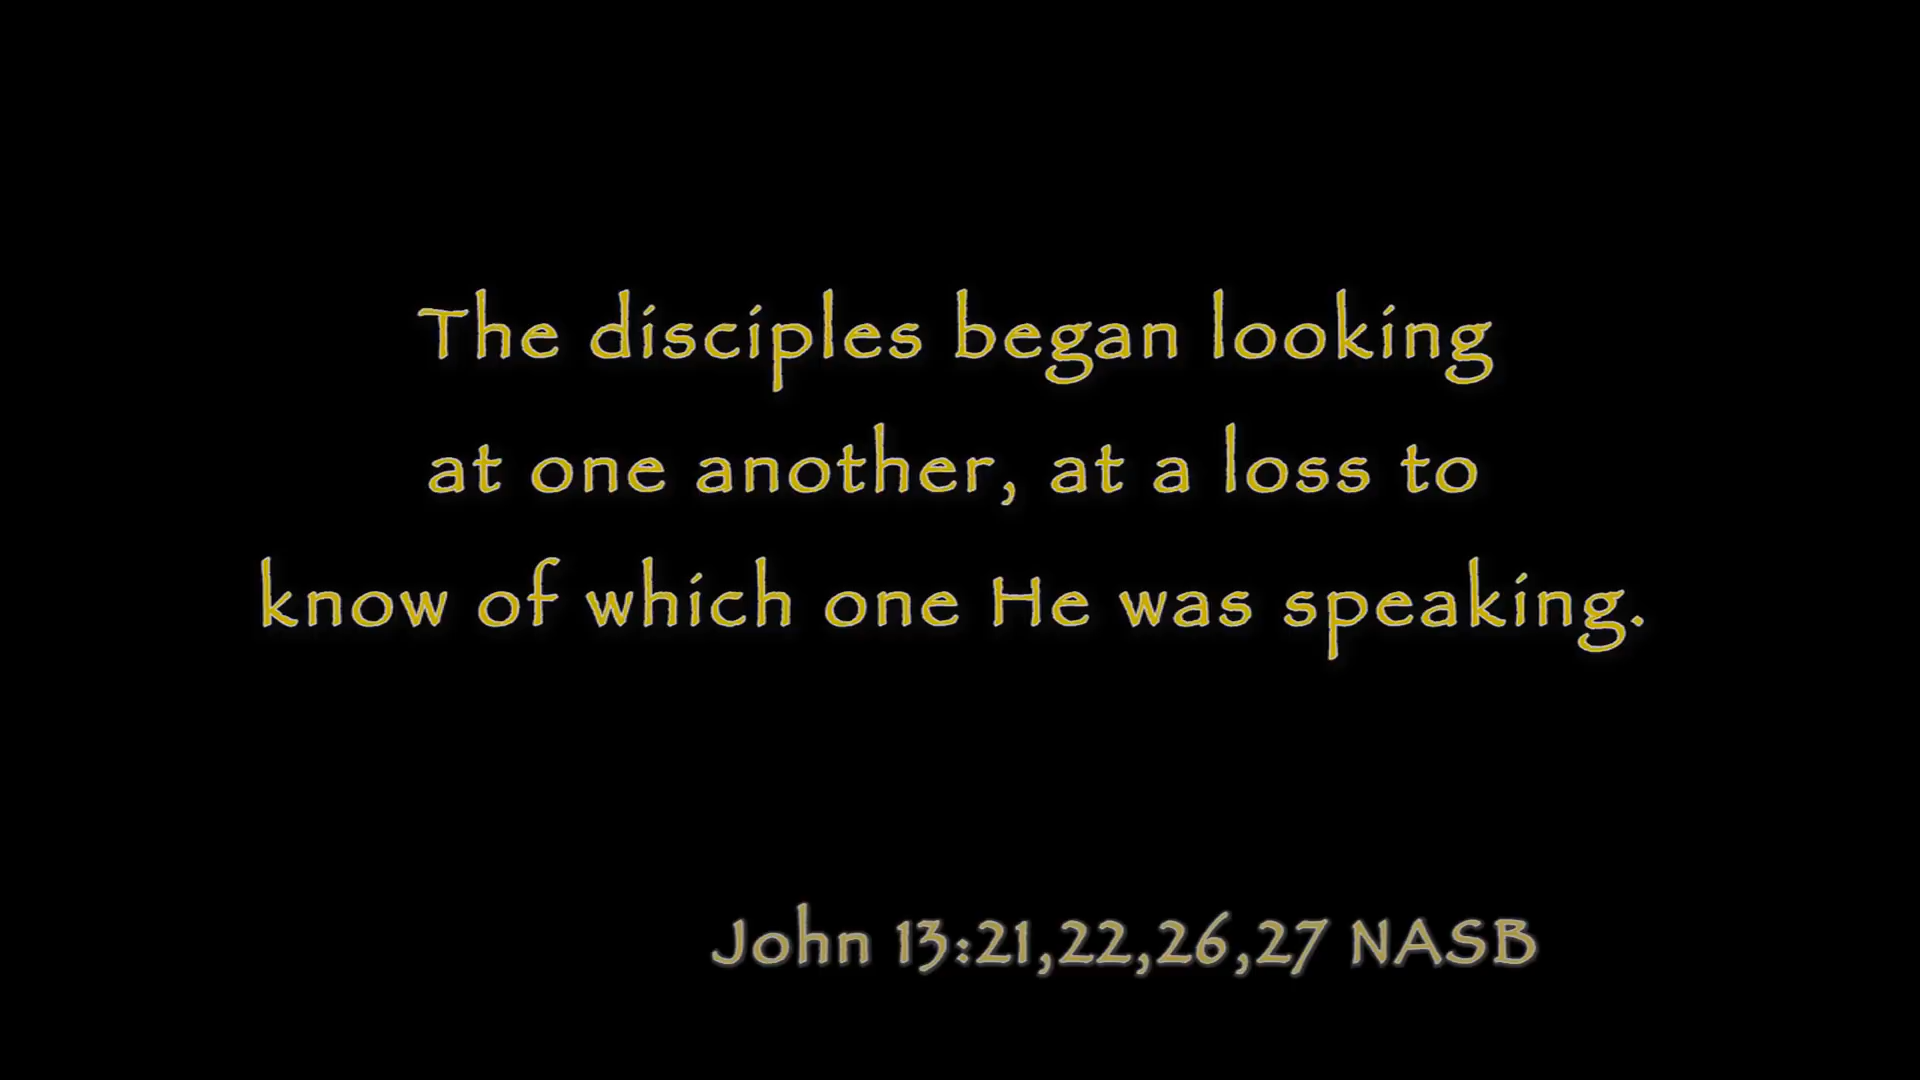 The disciples began looking
at one another, at a loss to
know of which one He was speaking.
John 13:21,22,26,27 NASB